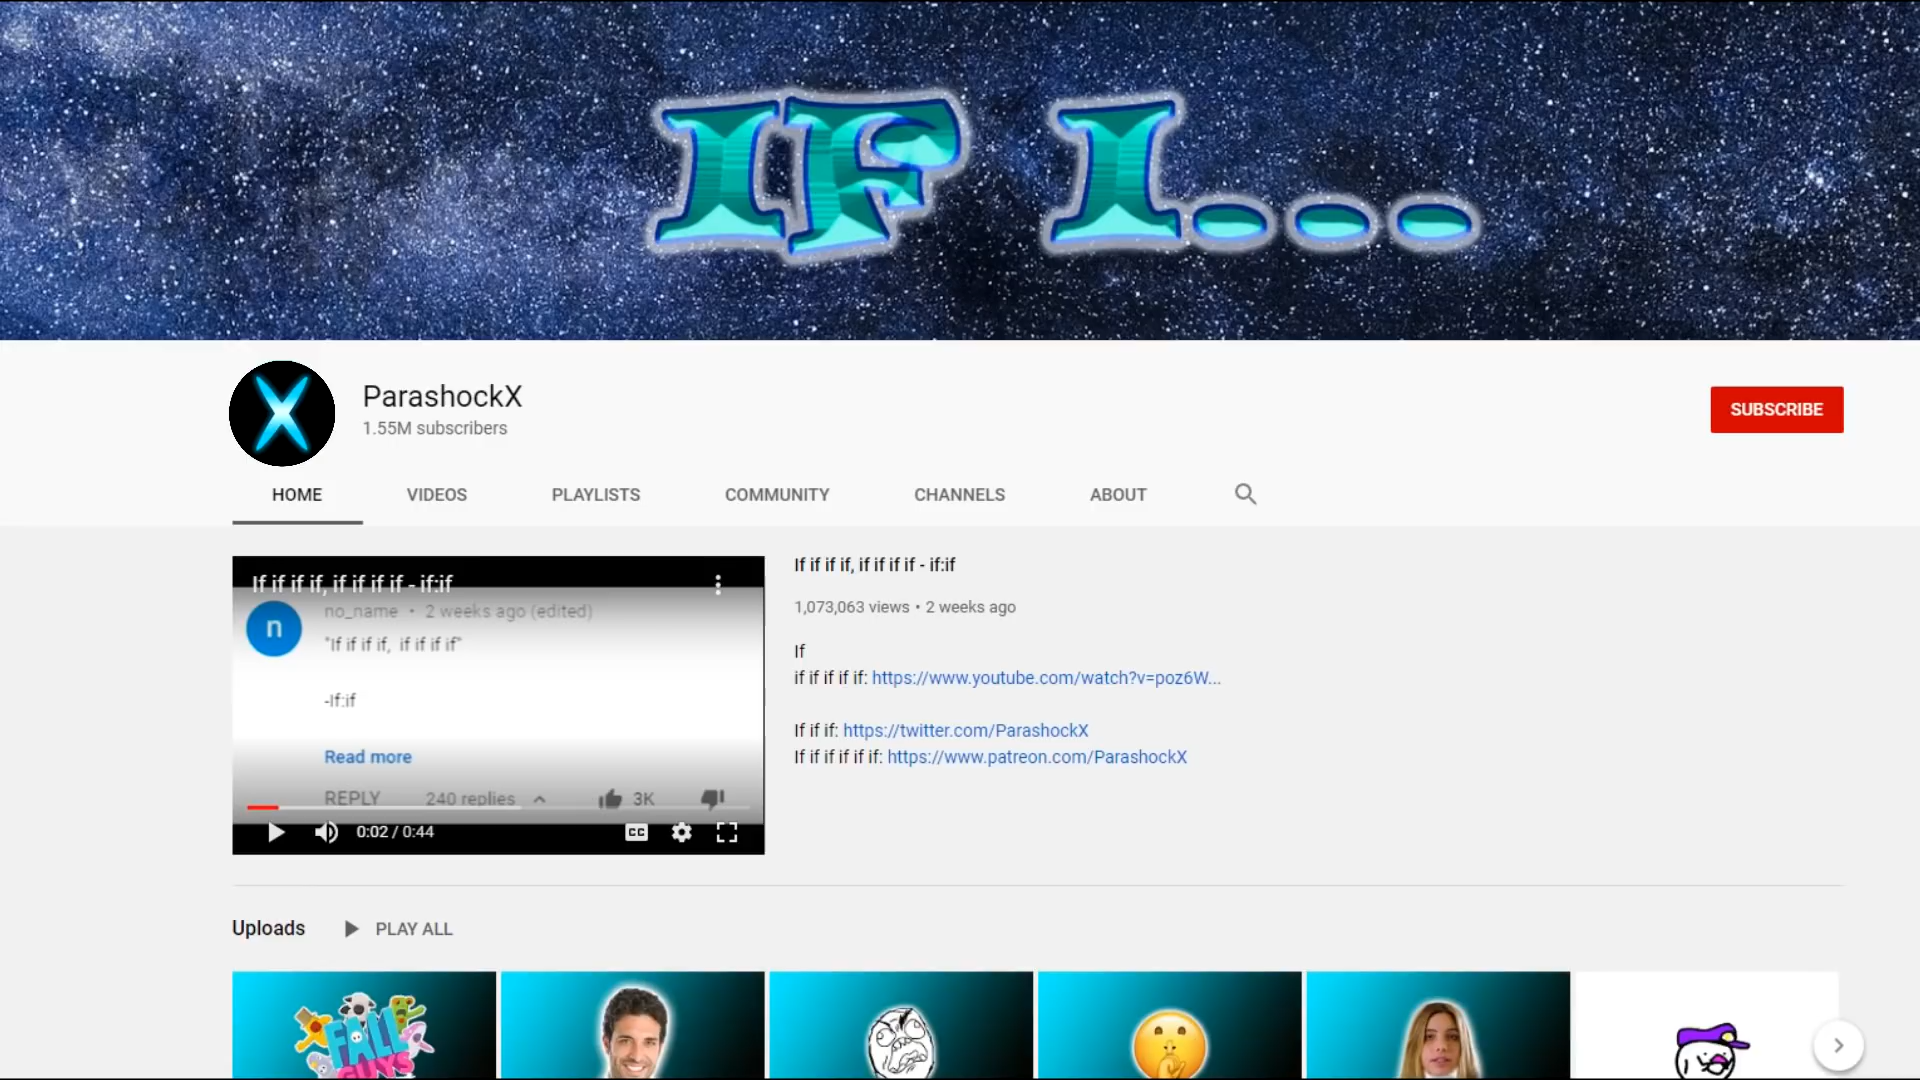 IF I...
ParashockX
1.55M subscribers
SUBSCRIBE
HOME VIDEOS PLAYLISTS COMMUNITY CHANNELS ABOUT
If if if if, if if if if - if:if
no_name • 2 weeks ago (edited)
n
"If if if if, if if if if"
-If:if
Read more
REPLY 240 replies 3K
0:02 / 0:44
CC
If if if if, if if if if - if:if
1,073,063 views • 2 weeks ago
If
if if if if if: https://www.youtube.com/watch?v=poz6W...
If if if: https://twitter.com/ParashockX
If if if if if if: https://www.patreon.com/ParashockX
Uploads PLAY ALL
FALL
GUYS